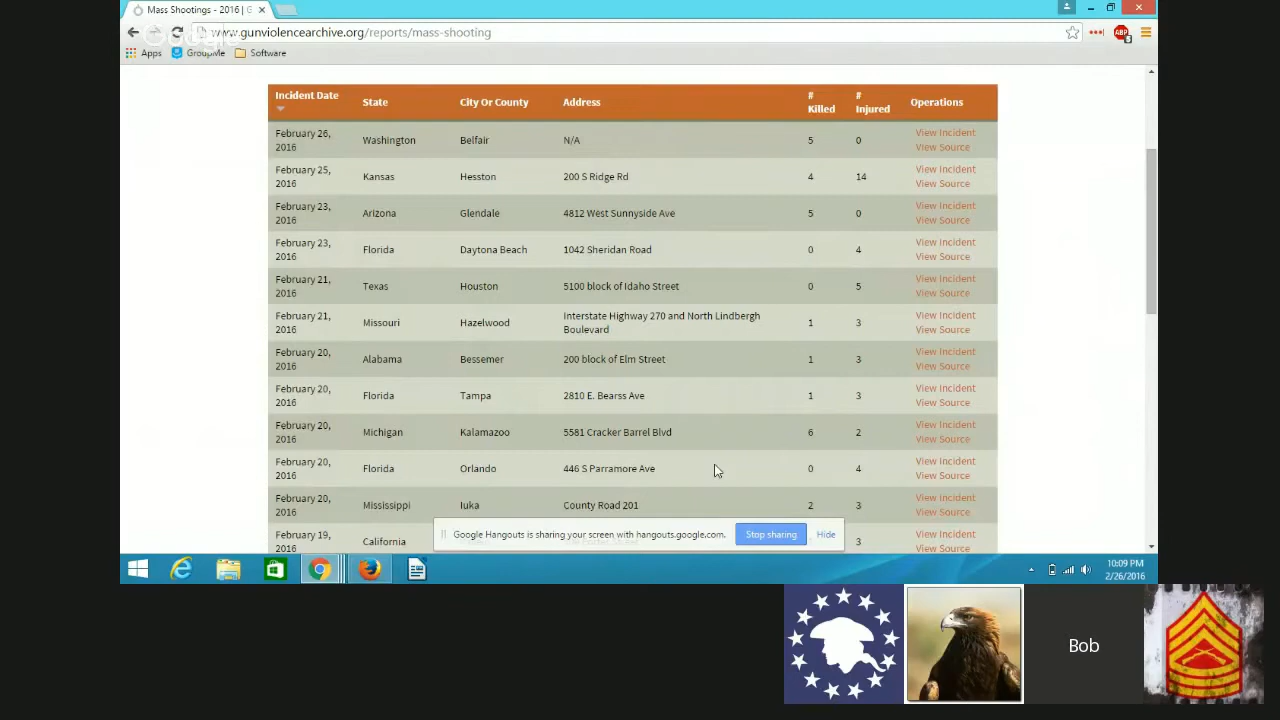 Mass Shootings - 2016 | G
www.gunviolencearchive.org/reports/mass-shooting
Google
ABP
Apps GroupMe Software
Incident Date State City Or County Address # Killed # Injured Operations
February 26, 2016 Washington Belfair N/A 5 0 View Incident View Source
February 25, 2016 Kansas Hesston 200 S Ridge Rd 4 14 View Incident View Source
February 23, 2016 Arizona Glendale 4812 West Sunnyside Ave 5 0 View Incident View Source
February 23, 2016 Florida Daytona Beach 1042 Sheridan Road 0 4 View Incident View Source
February 21, 2016 Texas Houston 5100 block of Idaho Street 0 5 View Incident View Source
February 21, 2016 Missouri Hazelwood Interstate Highway 270 and North Lindbergh Boulevard 1 3 View Incident View Source
February 20, 2016 Alabama Bessemer 200 block of Elm Street 1 3 View Incident View Source
February 20, 2016 Florida Tampa 2810 E. Bearss Ave 1 3 View Incident View Source
February 20, 2016 Michigan Kalamazoo 5581 Cracker Barrel Blvd 6 2 View Incident View Source
February 20, 2016 Florida Orlando 446 S Parramore Ave 0 4 View Incident View Source
February 20, 2016 Mississippi Iuka County Road 201 2 3 View Incident View Source
February 19, 2016 California 3 View Incident View Source
Google Hangouts is sharing your screen with hangouts.google.com. Stop sharing Hide
10:09 PM
2/26/2016
Bob